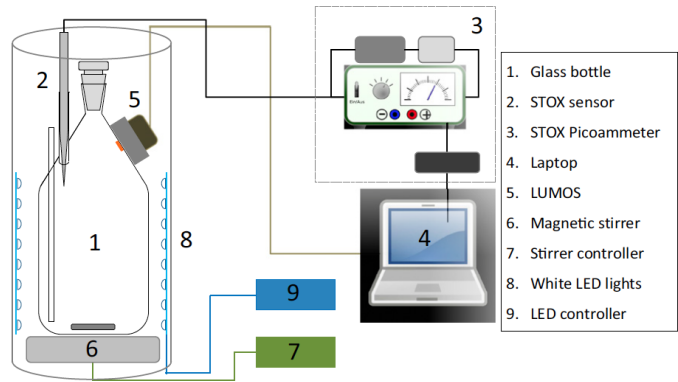 3
2
5
1
8
4
9
6
7
1. Glass bottle
2. STOX sensor
3. STOX Picoammeter
4. Laptop
5. LUMOS
6. Magnetic stirrer
7. Stirrer controller
8. White LED lights
9. LED controller